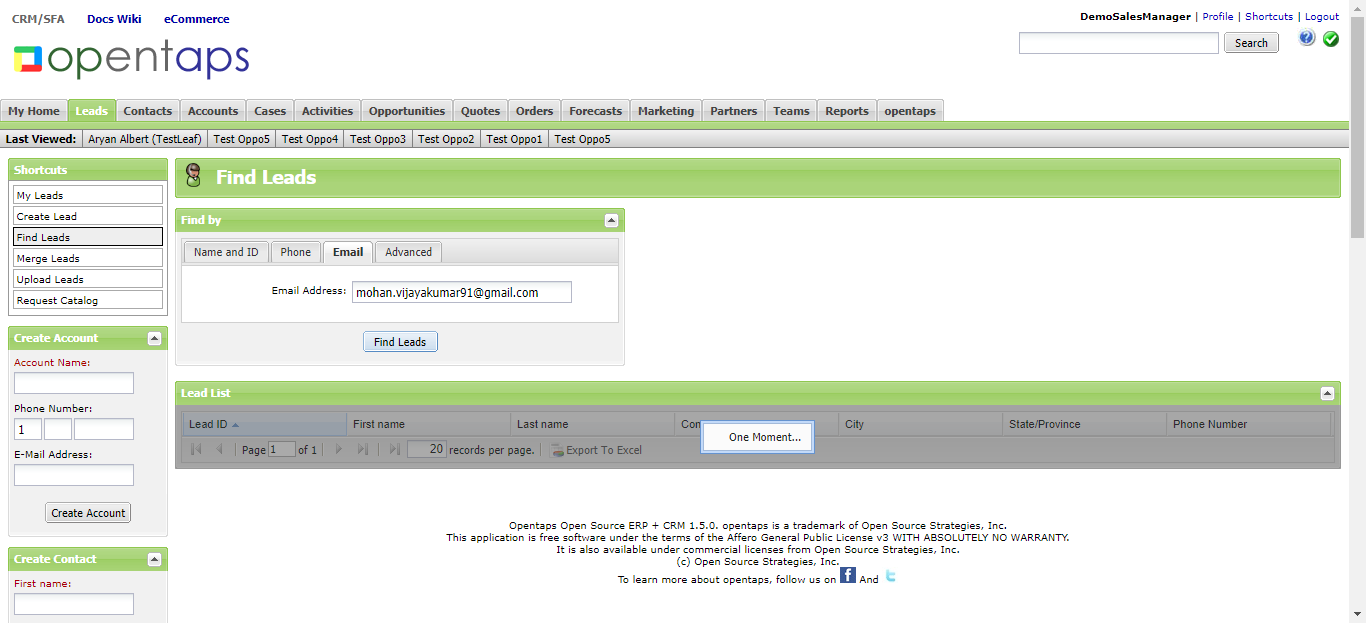 CRM/SFA Docs Wiki eCommerce
DemoSalesManager | Profile | Shortcuts | Logout
opentaps
Search
My Home Leads Contacts Accounts Cases Activities Opportunities Quotes Orders Forecasts Marketing Partners Teams Reports opentaps
Last Viewed: Aryan Albert (TestLeaf) Test Oppo5 Test Oppo4 Test Oppo3 Test Oppo2 Test Oppo1 Test Oppo5
Shortcuts
My Leads
Create Lead
Find Leads
Merge Leads
Upload Leads
Request Catalog
Create Account
Account Name:
Phone Number:
1
E-Mail Address:
Create Account
Create Contact
First name:
Find Leads
Find by
Name and ID Phone Email Advanced
Email Address: mohan.vijayakumar91@gmail.com
Find Leads
Lead List
Lead ID First name Last name City State/Province Phone Number
One Moment...
Page 1 of 1 20 records per page. Export To Excel
Opentaps Open Source ERP + CRM 1.5.0. opentaps is a trademark of Open Source Strategies, Inc.
This application is free software under the terms of the Affero General Public License v3 WITH ABSOLUTELY NO WARRANTY.
It is also available under commercial licenses from Open Source Strategies, Inc.
(c) Open Source Strategies, Inc.
To learn more about opentaps, follow us on f And t